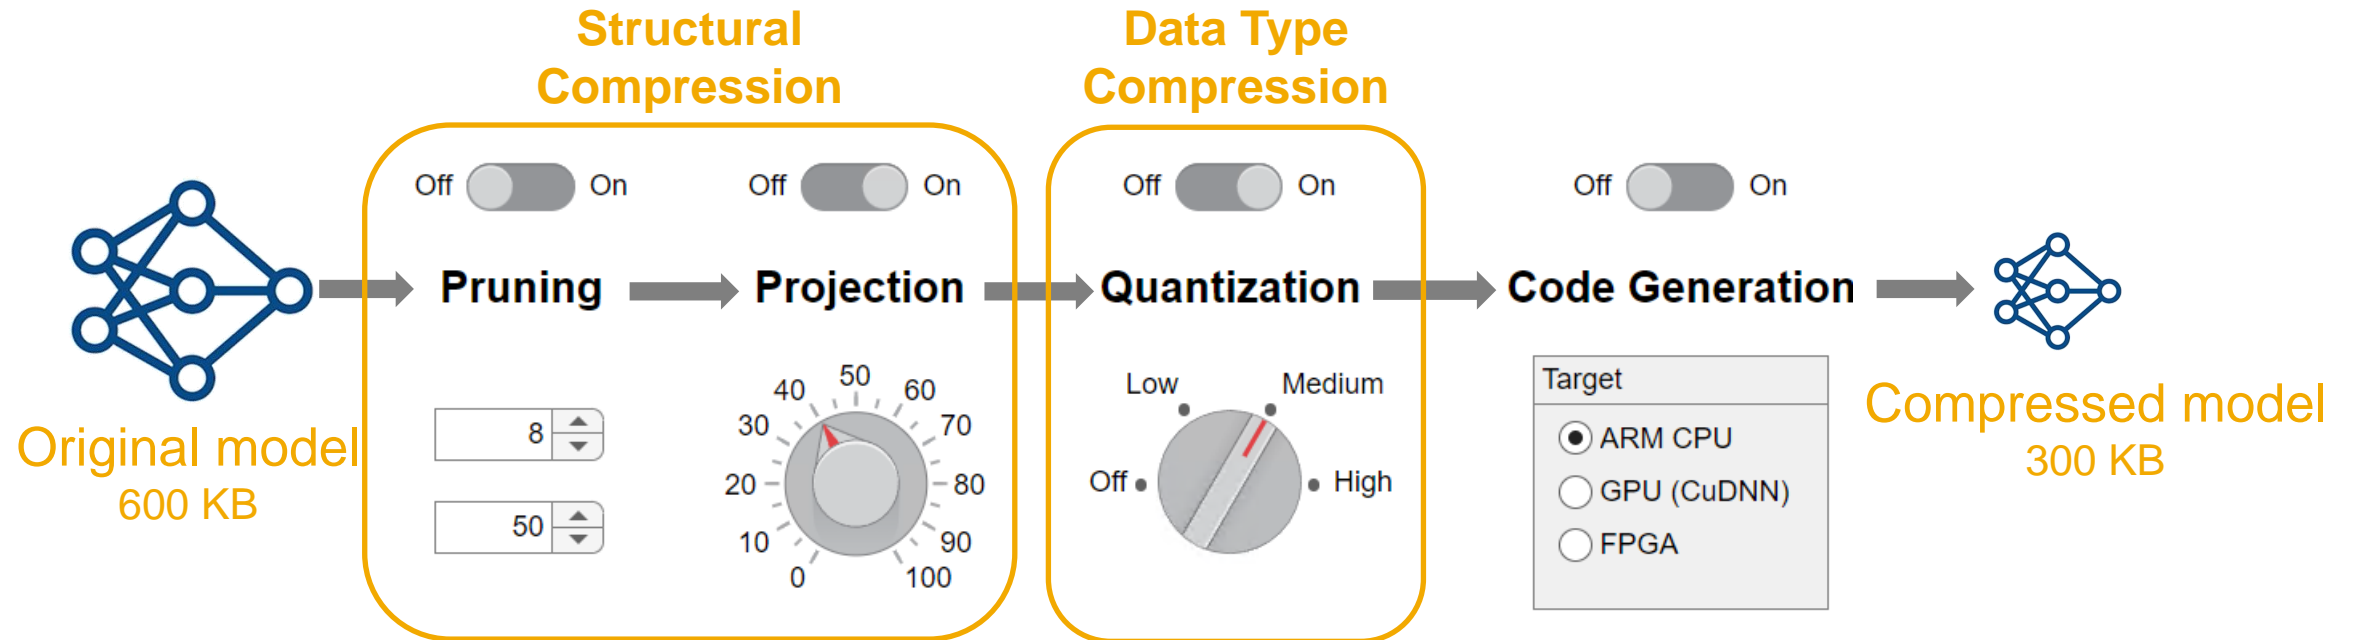 Structural
Compression
Data Type
Compression
Off On
Off On
Off On
Off On
Pruning
Projection
Quantization
Code Generation
Original model
600 KB
8
50
0
10
20
30
40
50
60
70
80
90
100
Off
Low
Medium
High
Target
ARM CPU
GPU (CuDNN)
FPGA
Compressed model
300 KB